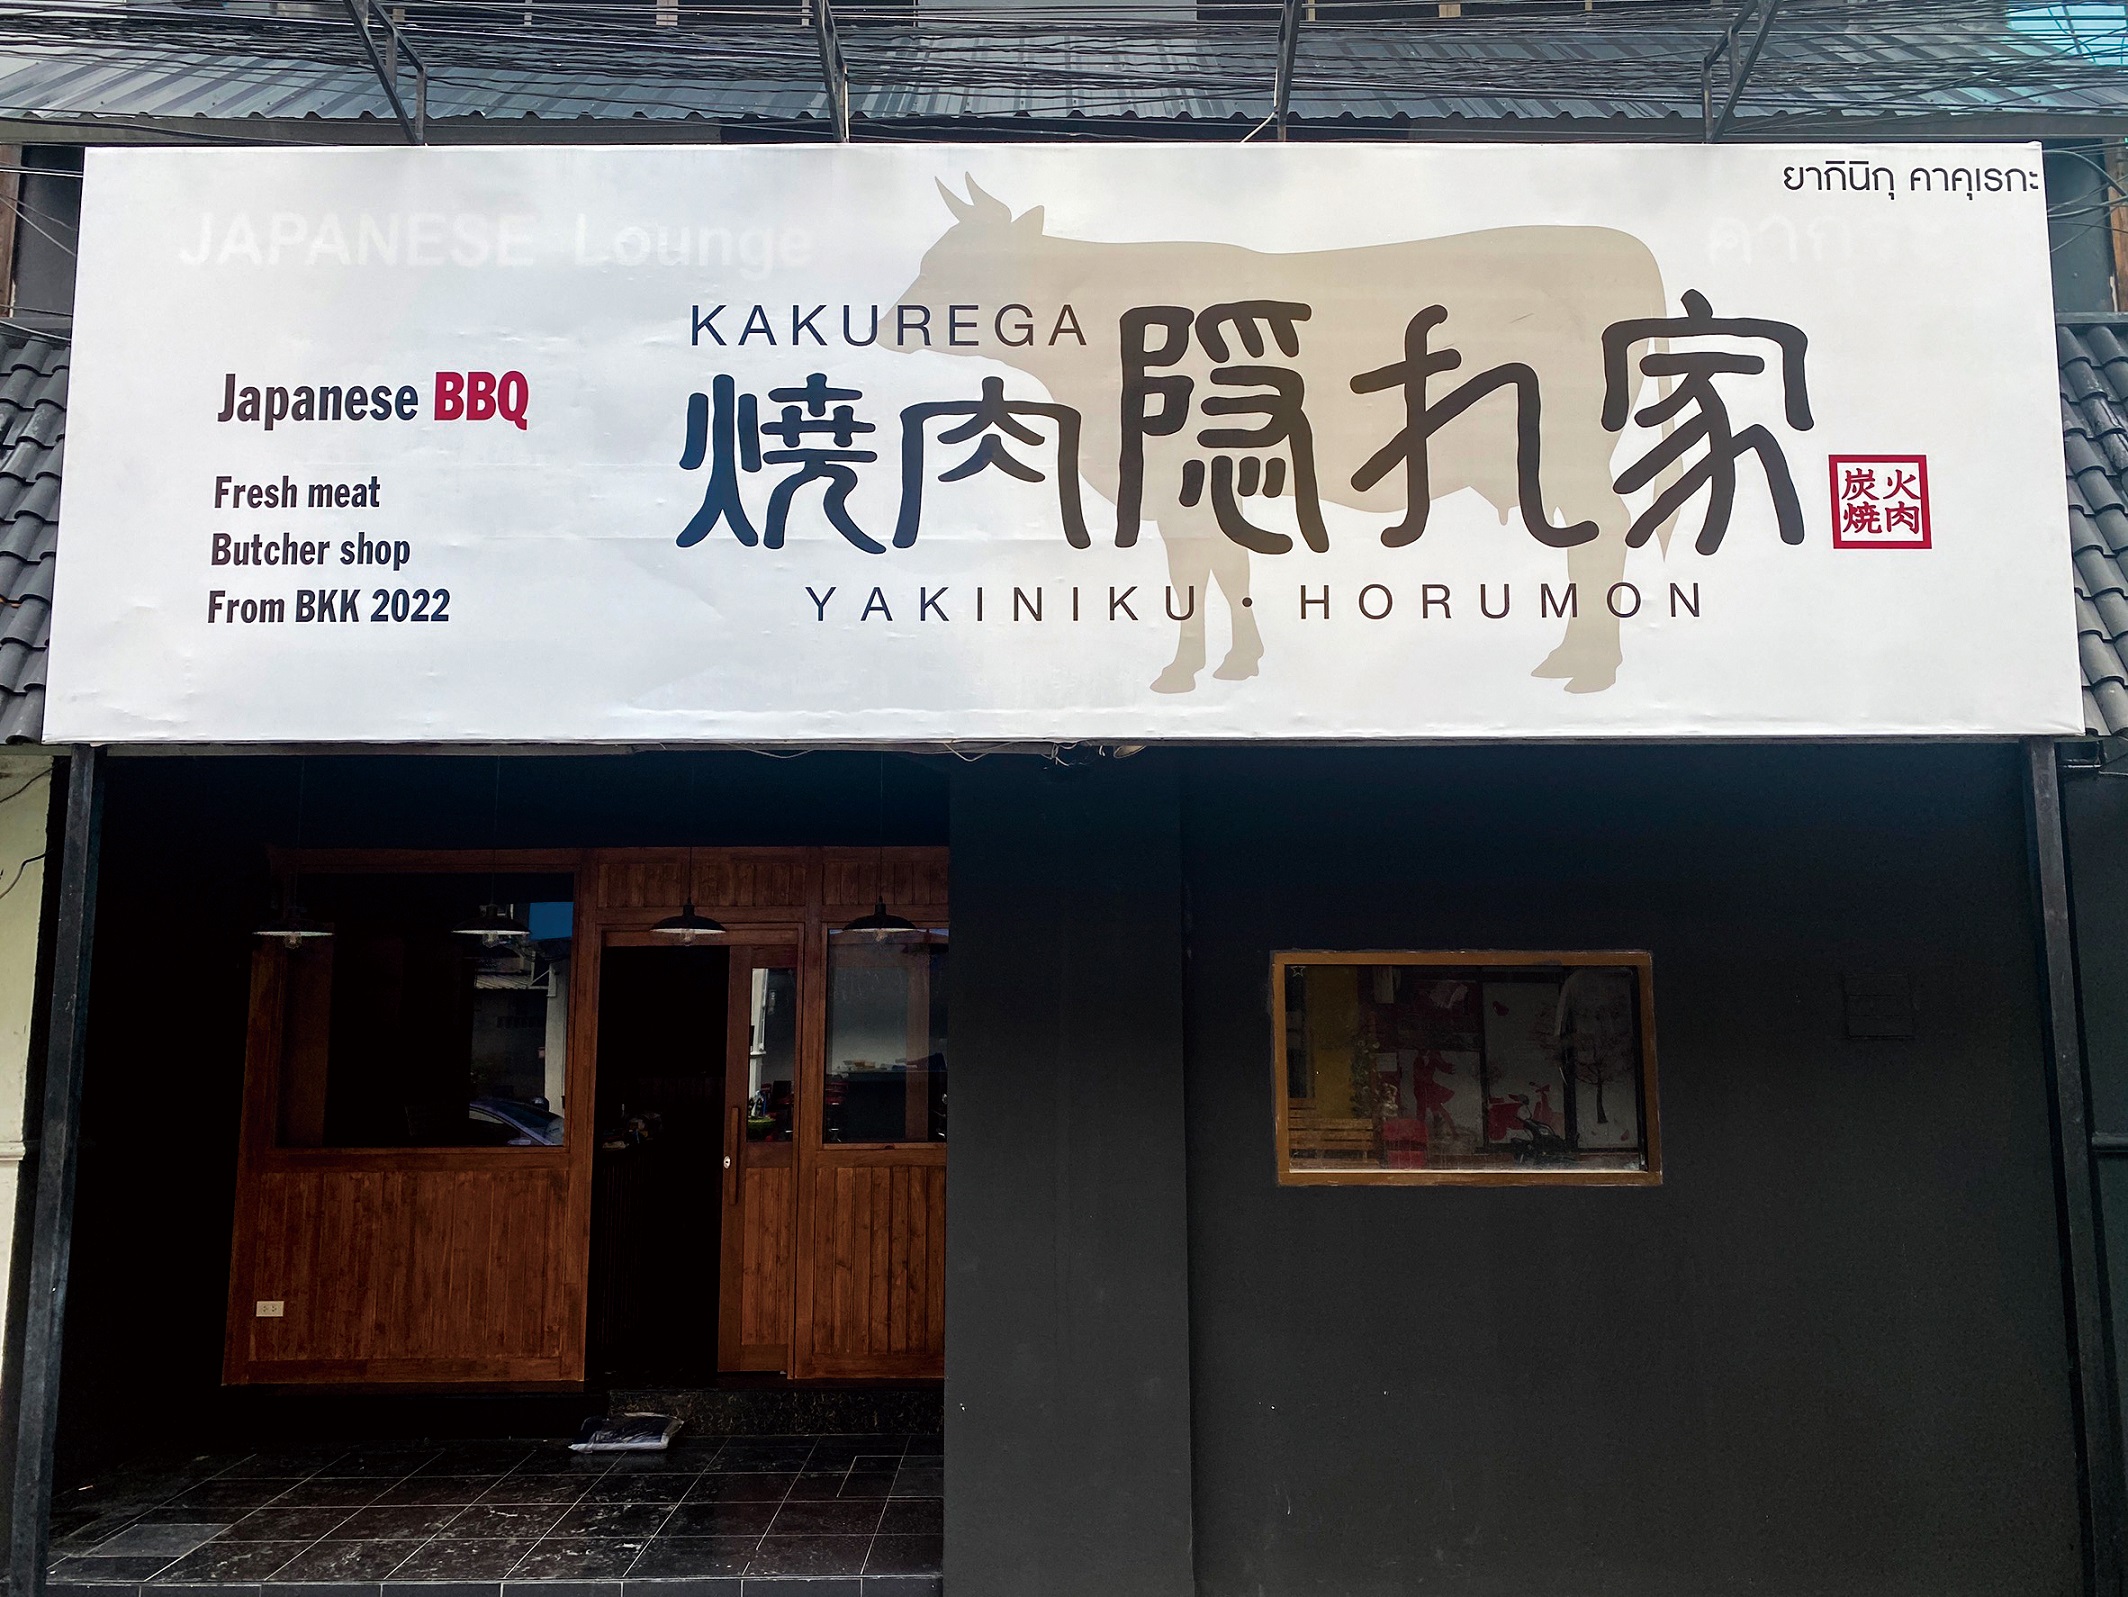 ยากินิกุ คาคุเรกะ
JAPANESE Lounge
KAKUREGA
焼肉隠れ家
YAKINIKU・HORUMON
炭火
焼肉
Japanese BBQ
Fresh meat
Butcher shop
From BKK 2022